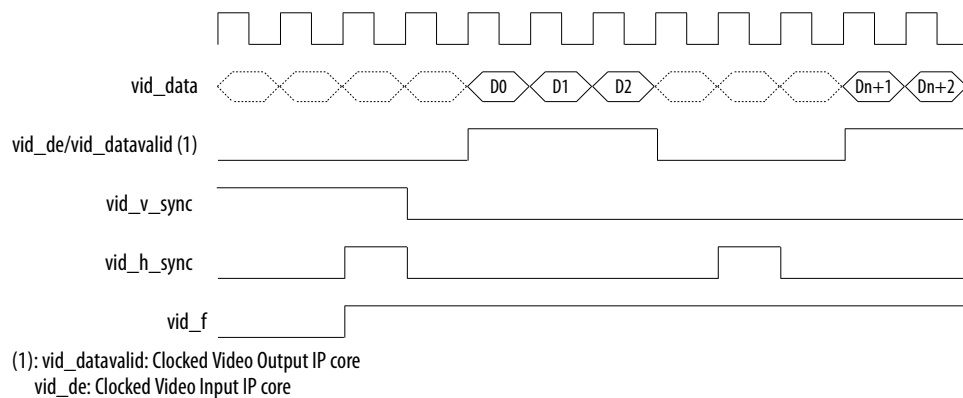 vid_data
D0 D1 D2 Dn+1 Dn+2
vid_de/vid_datavalid (1)
vid_v_sync
vid_h_sync
vid_f
(1): vid_datavalid: Clocked Video Output IP core
vid_de: Clocked Video Input IP core